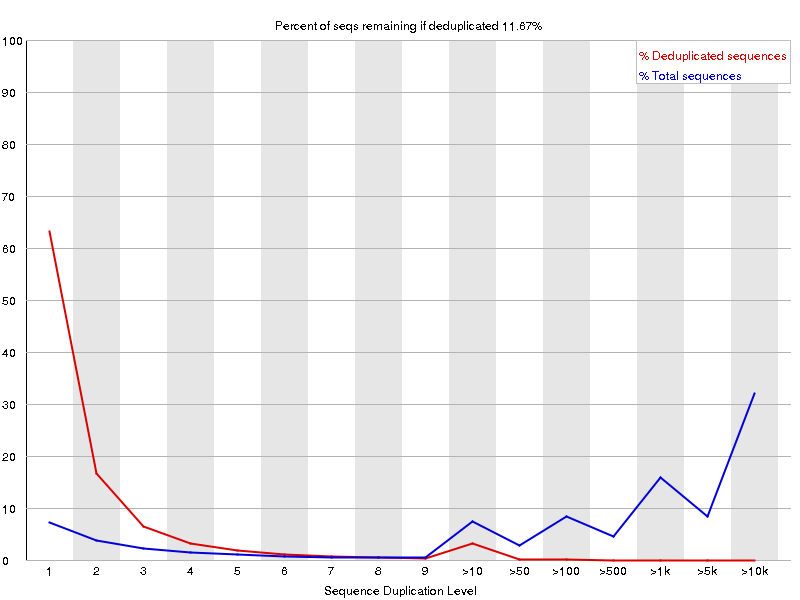 Percent of seqs remaining if deduplicated 11.67%
% Deduplicated sequences
% Total sequences
100
90
80
70
60
50
40
30
20
10
0
1 2 3 4 5 6 7 8 9 >10 >50 >100 >500 >1k >5k >10k
Sequence Duplication Level